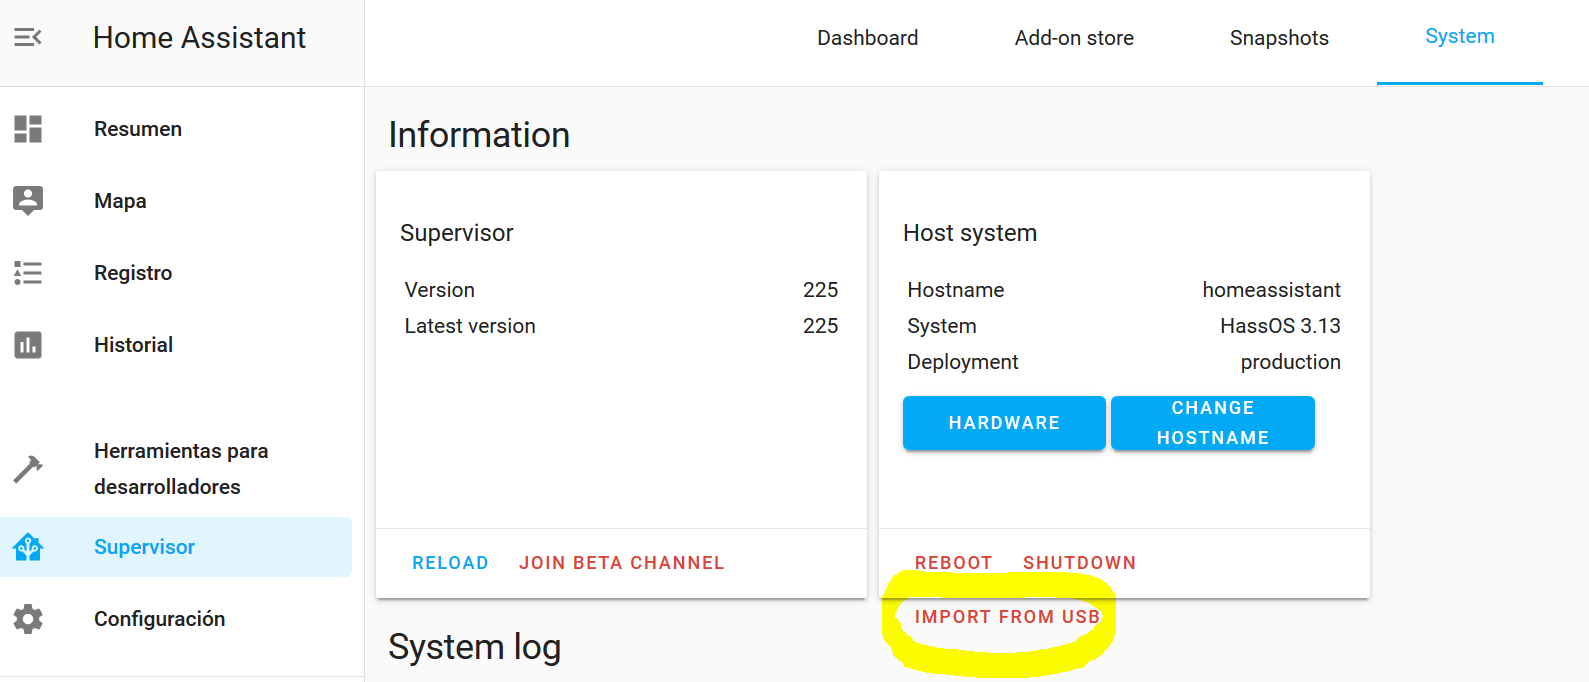 Home Assistant
Dashboard
Add-on store
Snapshots
System
Resumen
Mapa
Registro
Historial
Herramientas para
desarrolladores
Supervisor
Configuración
Information
Supervisor
Version 225
Latest version 225
RELOAD JOIN BETA CHANNEL
Host system
Hostname homeassistant
System HassOS 3.13
Deployment production
HARDWARE
CHANGE
HOSTNAME
REBOOT SHUTDOWN
IMPORT FROM USB
System log